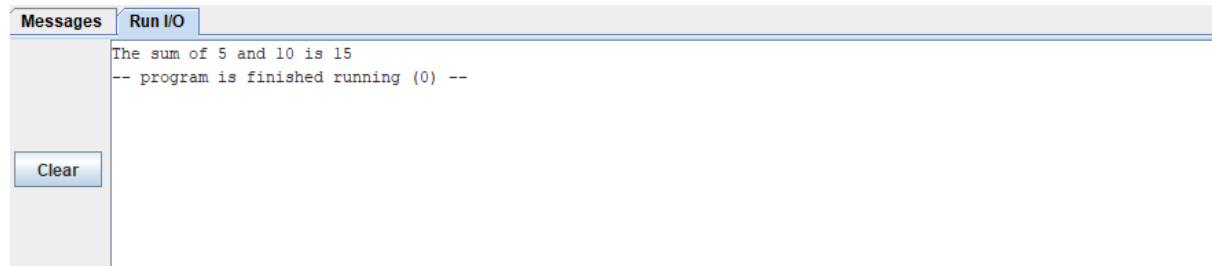 Messages Run I/O
The sum of 5 and 10 is 15
-- program is finished running (0) --
Clear